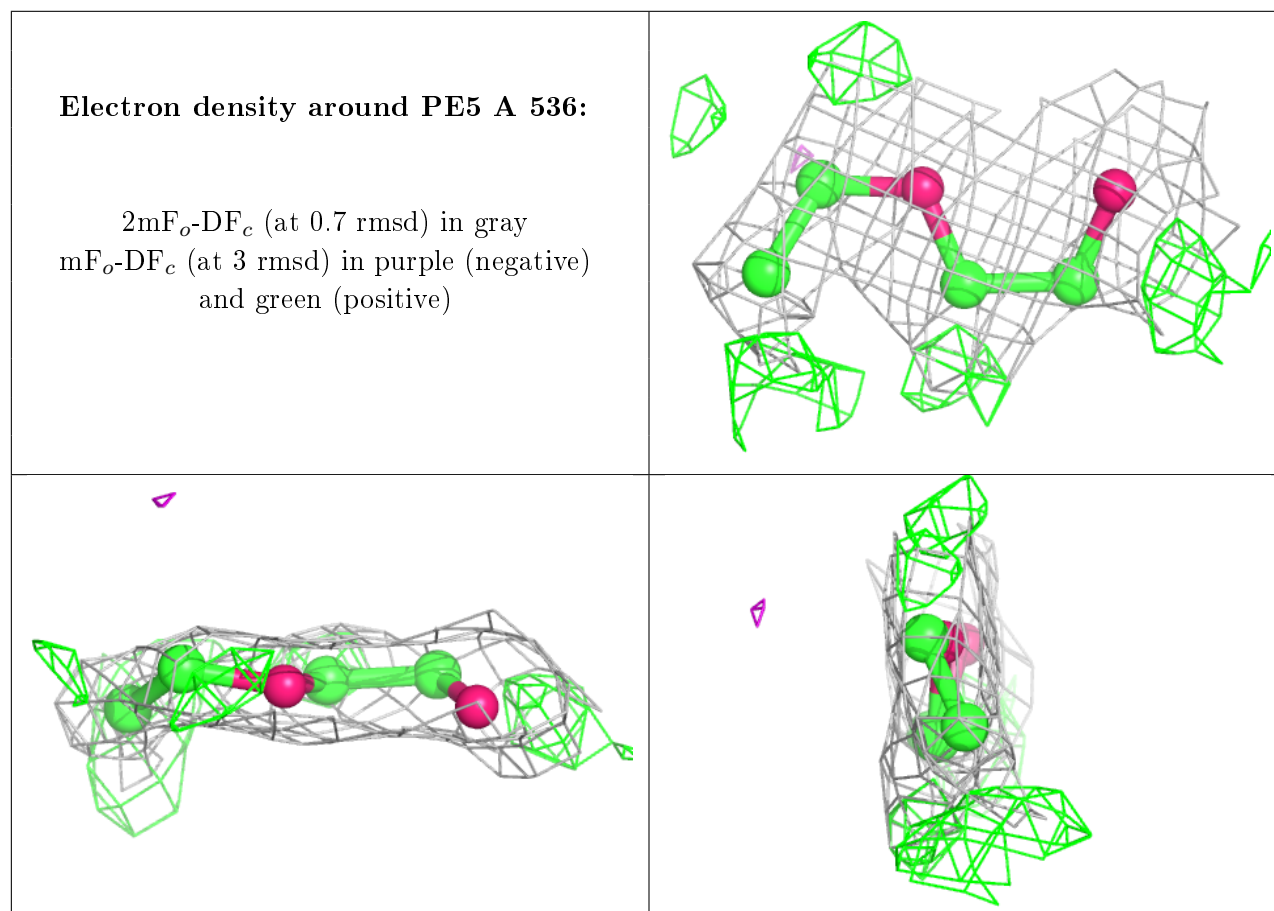 Electron density around PE5 A 536:
2mFₒ-DF𝒸 (at 0.7 rmsd) in gray
mFₒ-DF𝒸 (at 3 rmsd) in purple (negative)
and green (positive)